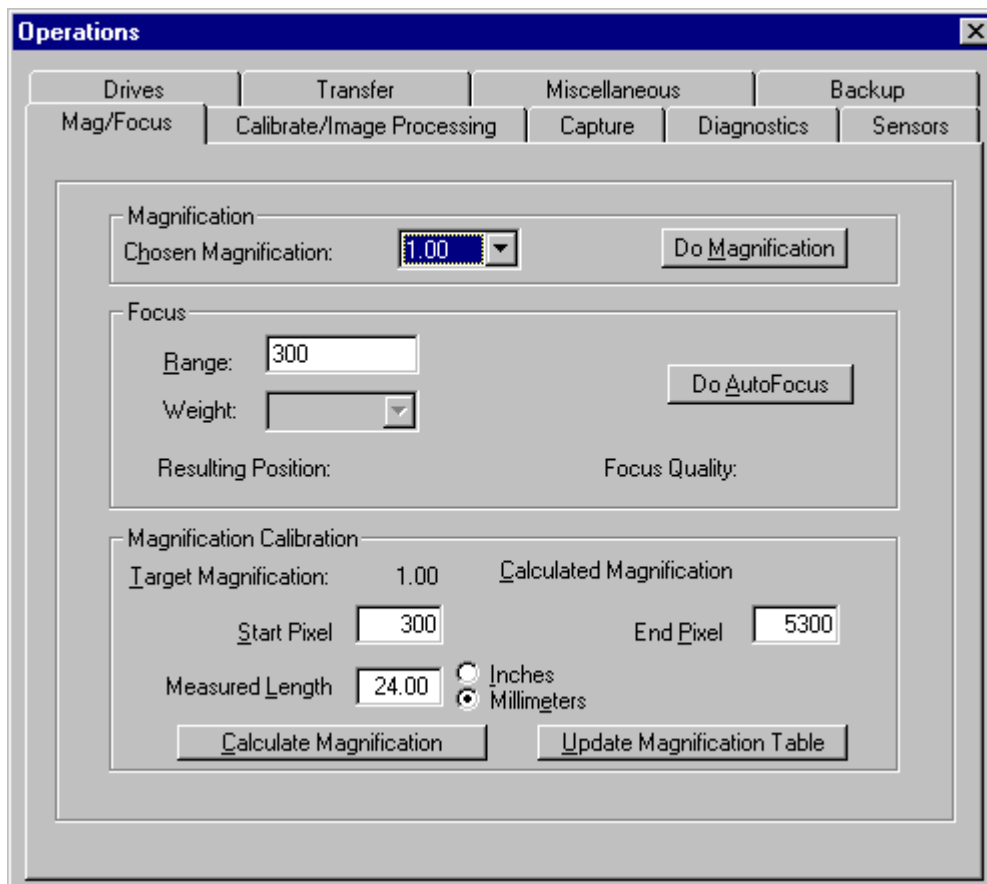 Operations
Drives Transfer Miscellaneous Backup
Mag/Focus Calibrate/Image Processing Capture Diagnostics Sensors
Magnification
Chosen Magnification: 1.00 Do Magnification
Focus
Range: 300
Do AutoFocus
Weight:
Resulting Position: Focus Quality:
Magnification Calibration
Target Magnification: 1.00 Calculated Magnification
Start Pixel 300 End Pixel 5300
Measured Length 24.00 Inches
Millimeters
Calculate Magnification Update Magnification Table